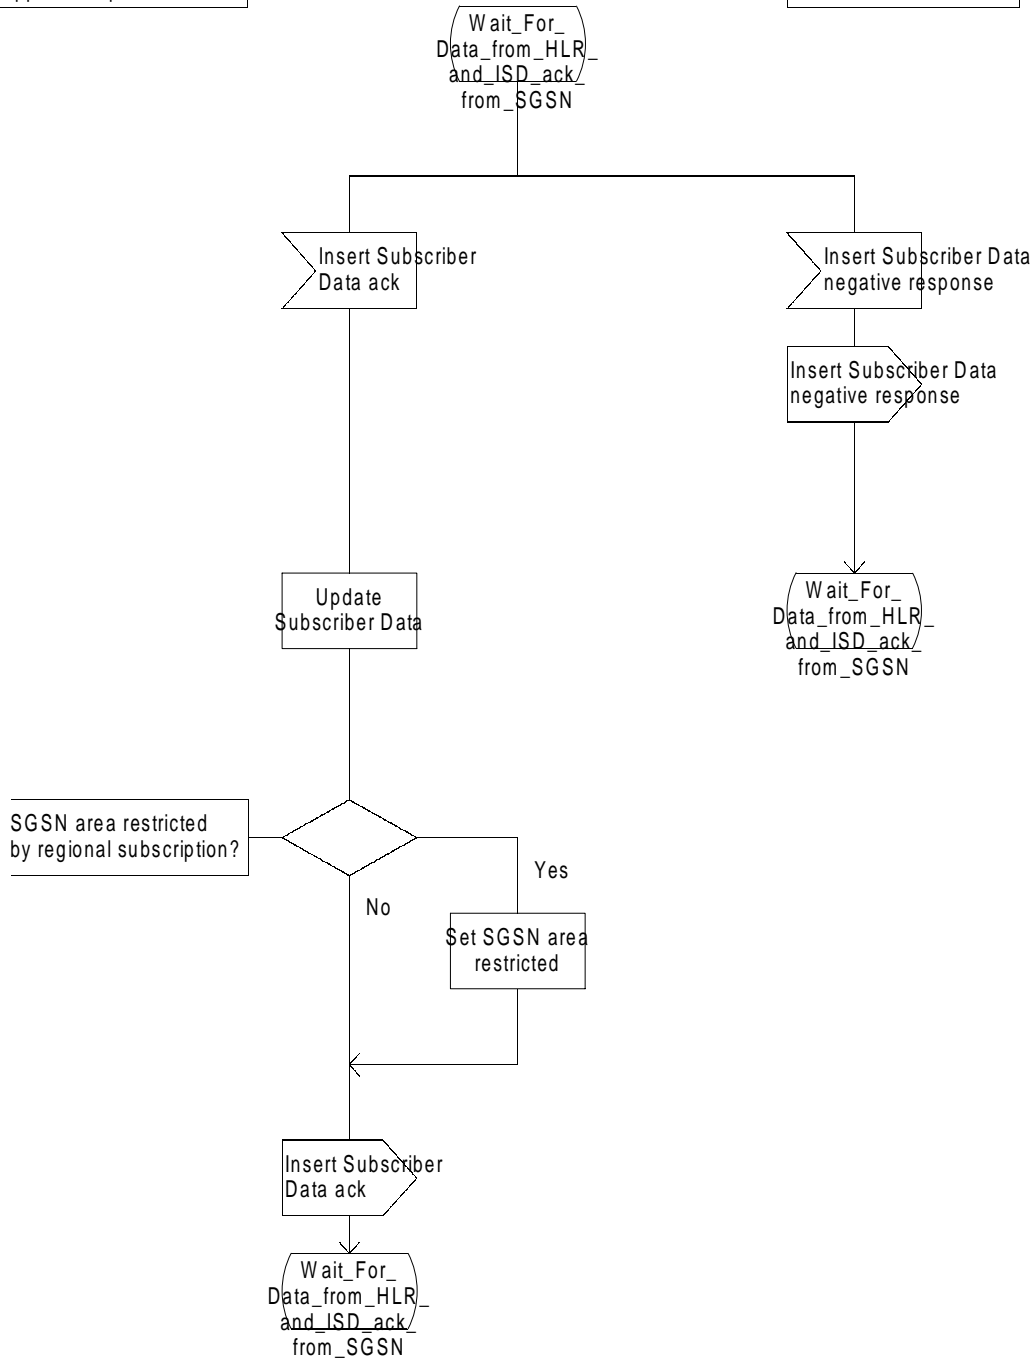 Wait_For_
Data_from_HLR_
and_ISD_ack_
from_SGSN
Insert Subscriber
Data ack
Insert Subscriber Data
negative response
Insert Subscriber Data
negative response
Update
Subscriber Data
Wait_For_
Data_from_HLR_
and_ISD_ack_
from_SGSN
SGSN area restricted
by regional subscription?
Yes
No
Set SGSN area
restricted
Insert Subscriber
Data ack
Wait_For_
Data_from_HLR_
and_ISD_ack_
from_SGSN